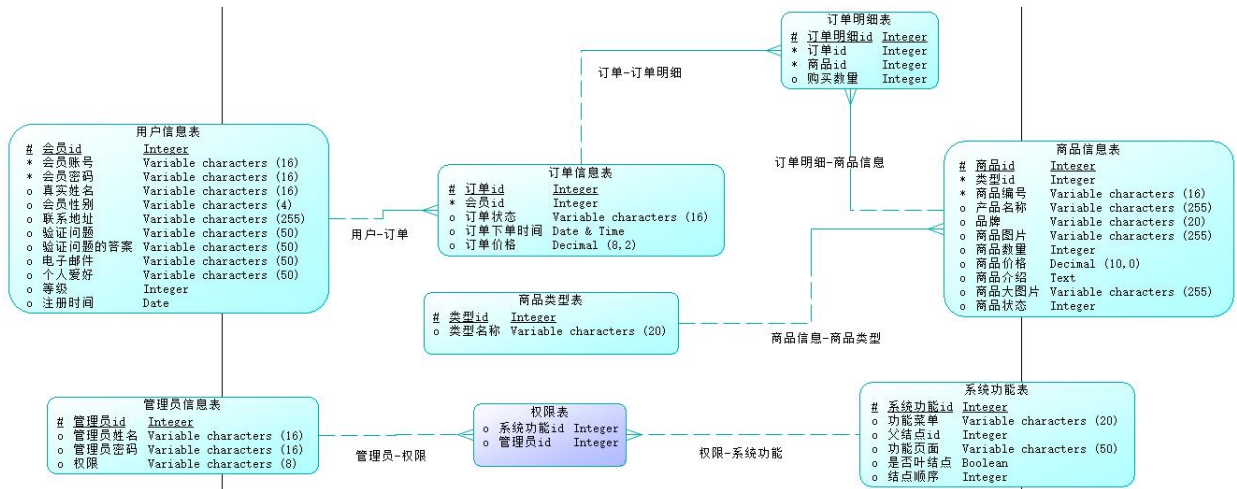 订单明细表
# 订单明细id Integer
* 订单id Integer
* 商品id Integer
o 购买数量 Integer
订单-订单明细
用户信息表
# 会员id Integer
* 会员账号 Variable characters (16)
* 会员密码 Variable characters (16)
o 真实姓名 Variable characters (16)
o 会员性别 Variable characters (4)
o 联系地址 Variable characters (255)
o 验证问题 Variable characters (50)
o 验证问题的答案 Variable characters (50)
o 电子邮件 Variable characters (50)
o 个人爱好 Variable characters (50)
o 等级 Integer
o 注册时间 Date
用户-订单
订单信息表
# 订单id Integer
* 会员id Integer
o 订单状态 Variable characters (16)
o 订单下单时间 Date & Time
o 订单价格 Decimal (8,2)
订单明细-商品信息
商品信息表
# 商品id Integer
* 类型id Integer
* 商品编号 Variable characters (16)
o 产品名称 Variable characters (255)
o 品牌 Variable characters (20)
o 商品图片 Variable characters (255)
o 商品数量 Integer
o 商品价格 Decimal (10,0)
o 商品介绍 Text
o 商品大图片 Variable characters (255)
o 商品状态 Integer
商品类型表
# 类型id Integer
o 类型名称 Variable characters (20)
商品信息-商品类型
管理员信息表
# 管理员id Integer
o 管理员姓名 Variable characters (16)
o 管理员密码 Variable characters (16)
o 权限 Variable characters (8)
管理员-权限
权限表
o 系统功能id Integer
o 管理员id Integer
权限-系统功能
系统功能表
# 系统功能id Integer
o 功能菜单 Variable characters (20)
o 父结点id Integer
o 功能页面 Variable characters (50)
o 是否叶结点 Boolean
o 结点顺序 Integer